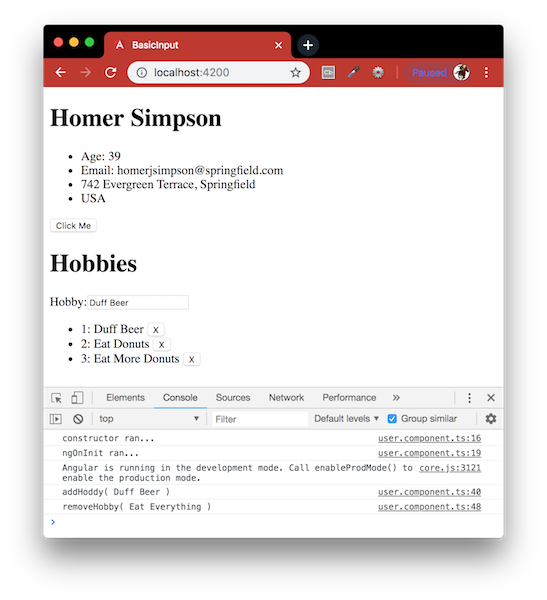 BasicInput
localhost:4200
Paused
Homer Simpson
Age: 39
Email: homerjsimpson@springfield.com
742 Evergreen Terrace, Springfield
USA
Click Me
Hobbies
Hobby: Duff Beer
1: Duff Beer X
2: Eat Donuts X
3: Eat More Donuts X
Elements Console Sources Network Performance »
top Filter Default levels Group similar
constructor ran... user.component.ts:16
ngOnInit ran... user.component.ts:19
Angular is running in the development mode. Call enableProdMode() to core.js:3121
enable the production mode.
addHoddy( Duff Beer ) user.component.ts:40
removeHobby( Eat Everything ) user.component.ts:48